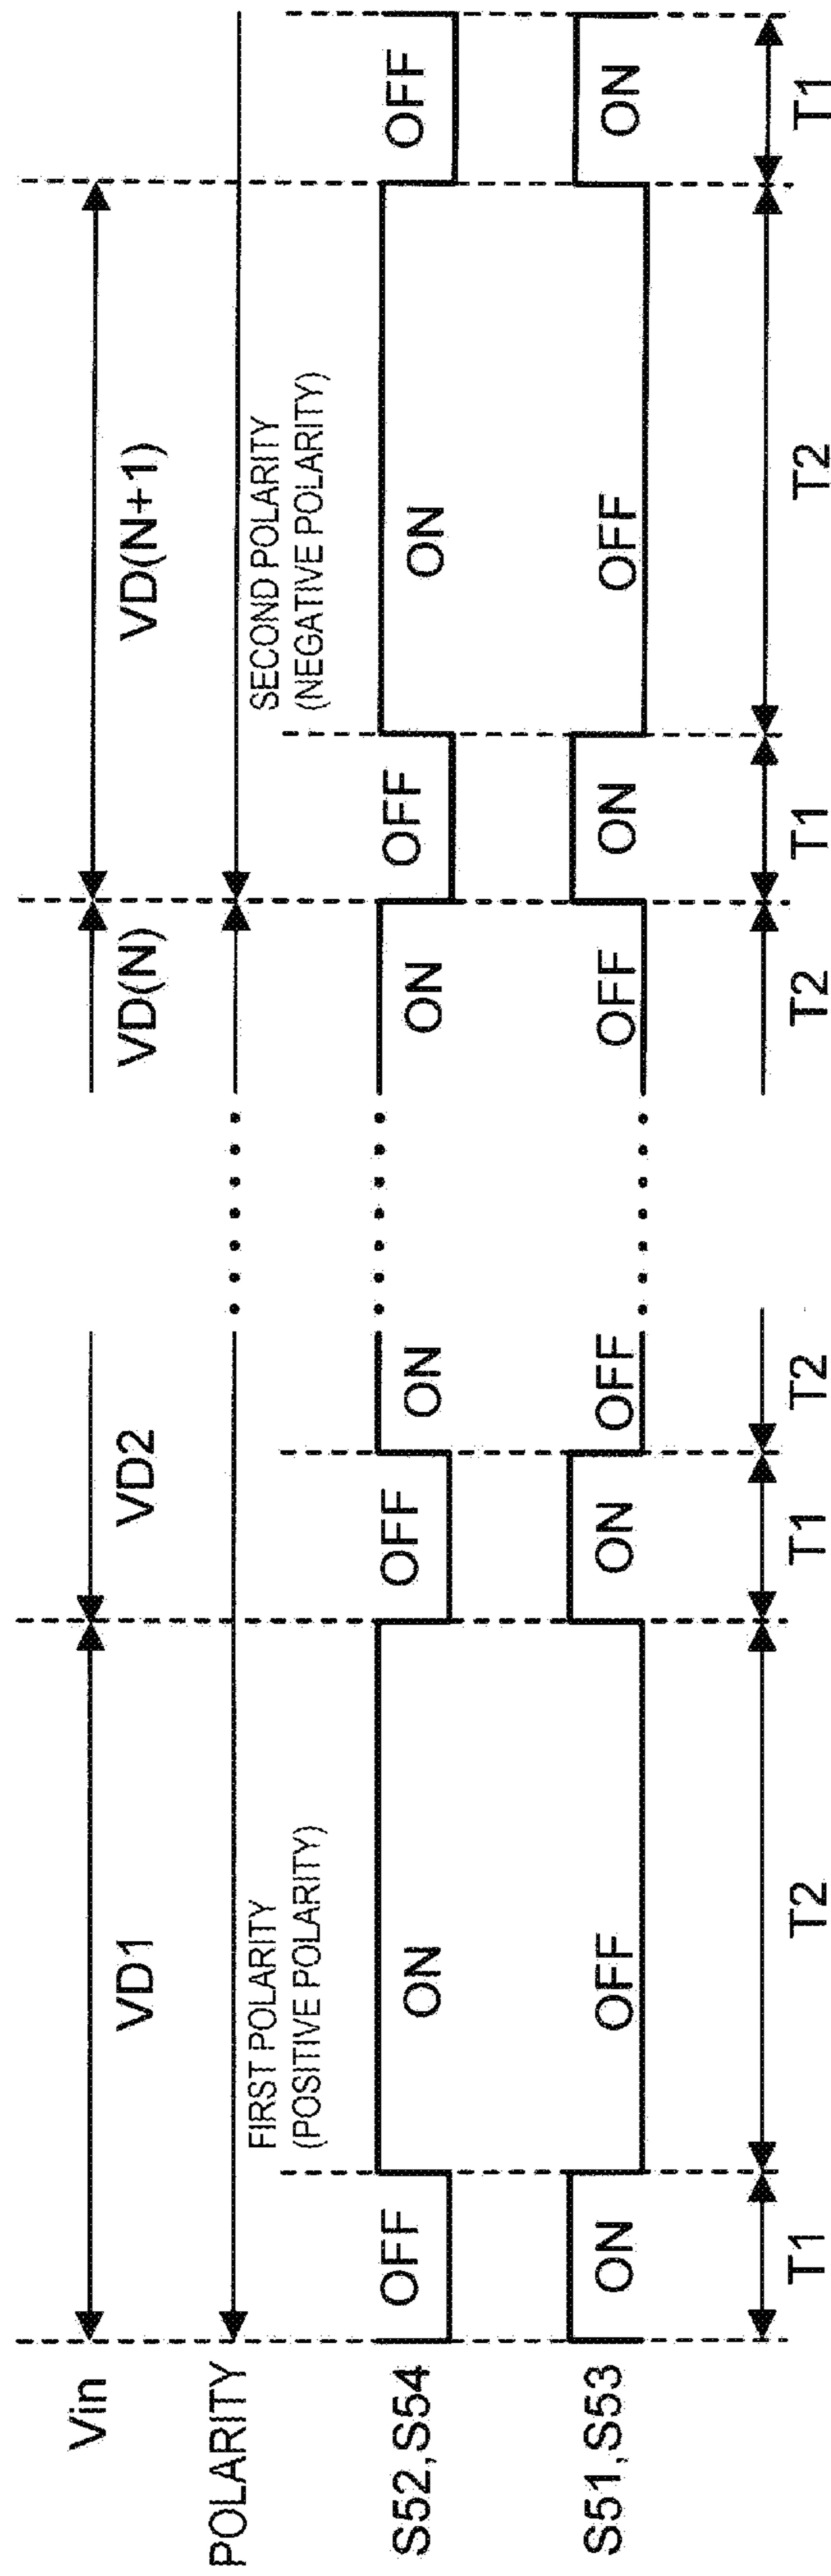 Vin
VD1
VD2
VD(N)
VD(N+1)
POLARITY
FIRST POLARITY
(POSITIVE POLARITY)
SECOND POLARITY
(NEGATIVE POLARITY)
S52,S54
OFF
ON
OFF
ON
ON
OFF
ON
OFF
S51,S53
ON
OFF
ON
OFF
OFF
ON
OFF
ON
T1
T2
T1
T2
T2
T1
T2
T1